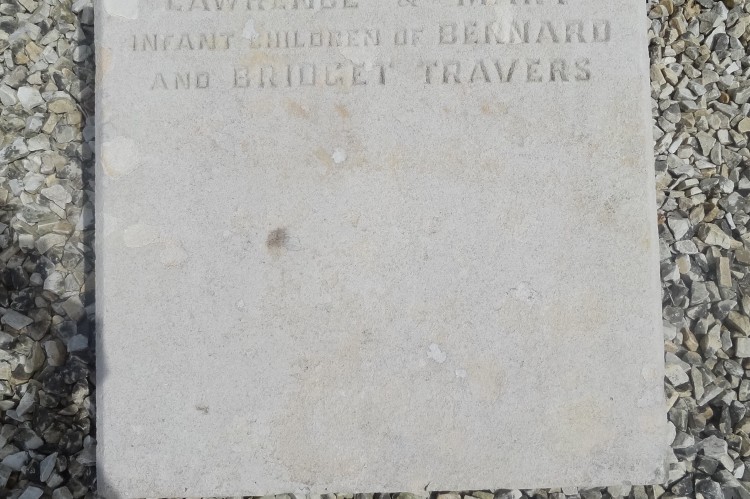 LAWRENCE & MARY
INFANT CHILDREN OF BERNARD
AND BRIDGET TRAVERS